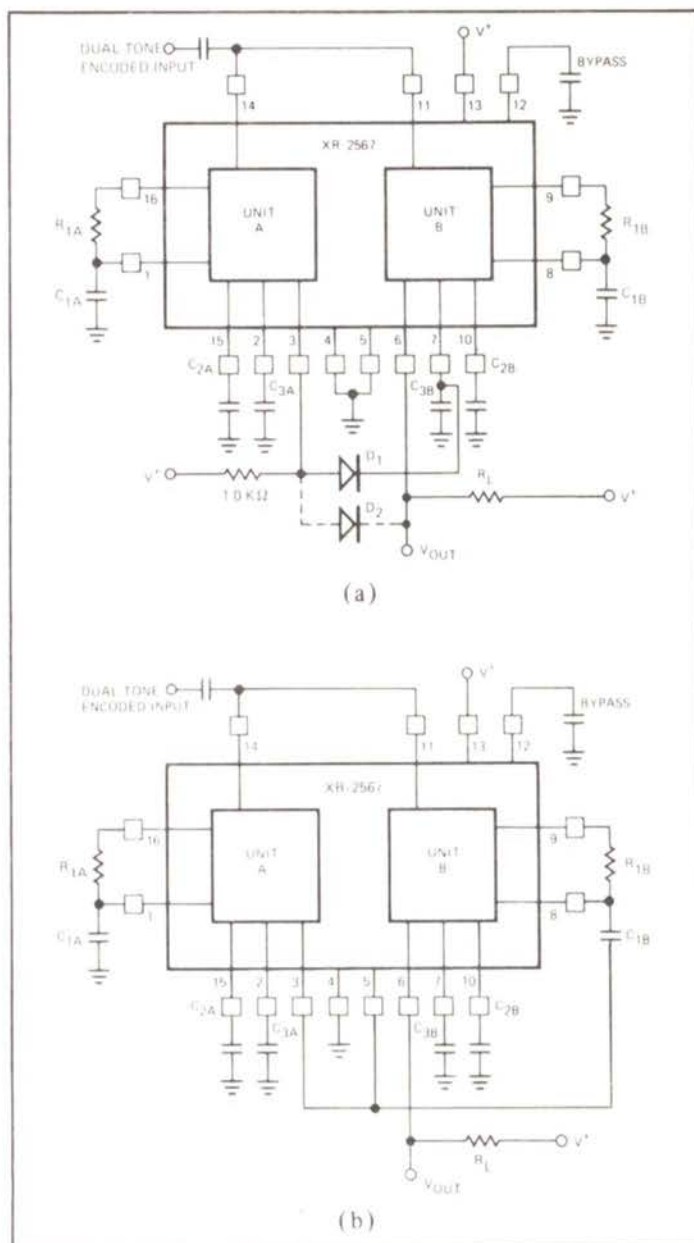 DUAL TONE
ENCODED INPUT
V⁺
BYPASS
14
11
13
12
XR-2567
16
UNIT
A
UNIT
B
9
R1A
R1B
1
8
C1A
C1B
15
2
3
4
5
6
7
10
C2A
C3A
C3B
C2B
V⁺
1.0 KΩ
D1
RL
V⁺
D2
VOUT
(a)
DUAL TONE
ENCODED INPUT
V⁺
BYPASS
14
11
13
12
XR-2567
16
UNIT
A
UNIT
B
9
R1A
R1B
1
8
C1A
C1B
15
2
3
4
5
6
7
10
C2A
C3A
C3B
C2B
V⁺
RL
VOUT
(b)